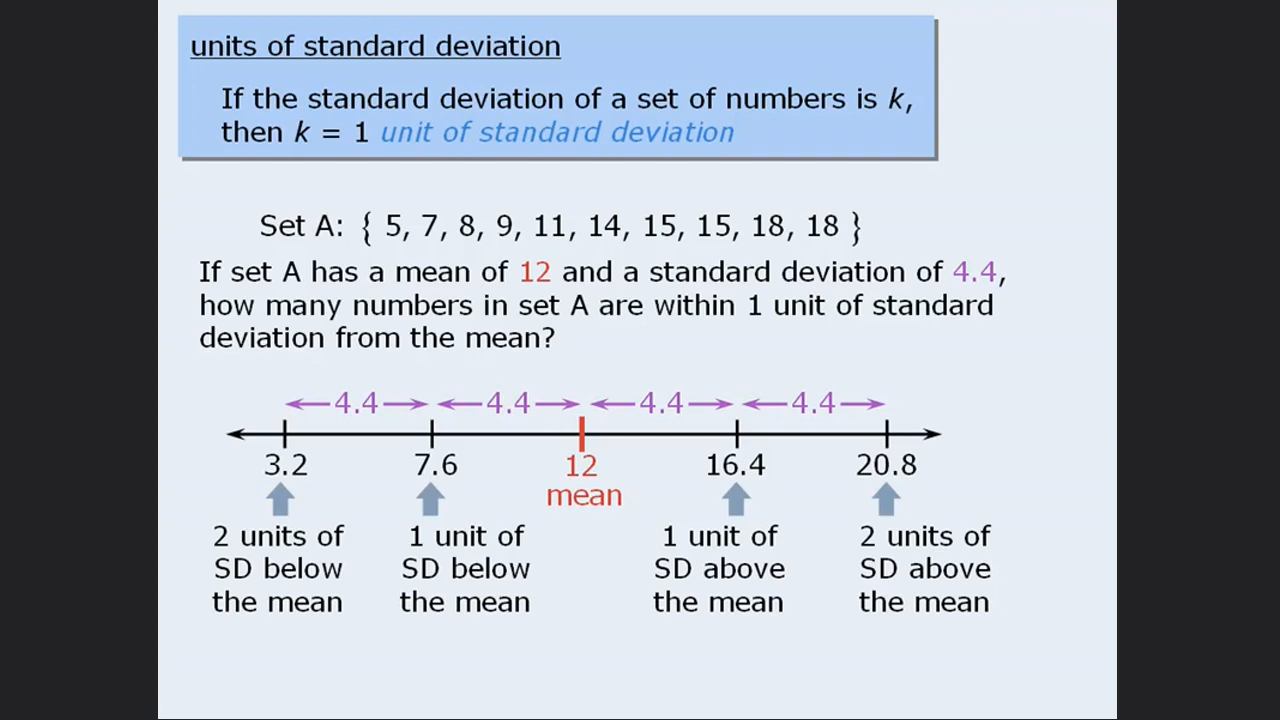 units of standard deviation
If the standard deviation of a set of numbers is k,
then k = 1 unit of standard deviation
Set A: { 5, 7, 8, 9, 11, 14, 15, 15, 18, 18 }
If set A has a mean of 12 and a standard deviation of 4.4,
how many numbers in set A are within 1 unit of standard
deviation from the mean?
4.4 4.4 4.4 4.4
3.2 7.6 12 16.4 20.8
mean
2 units of 1 unit of 1 unit of 2 units of
SD below SD below SD above SD above
the mean the mean the mean the mean